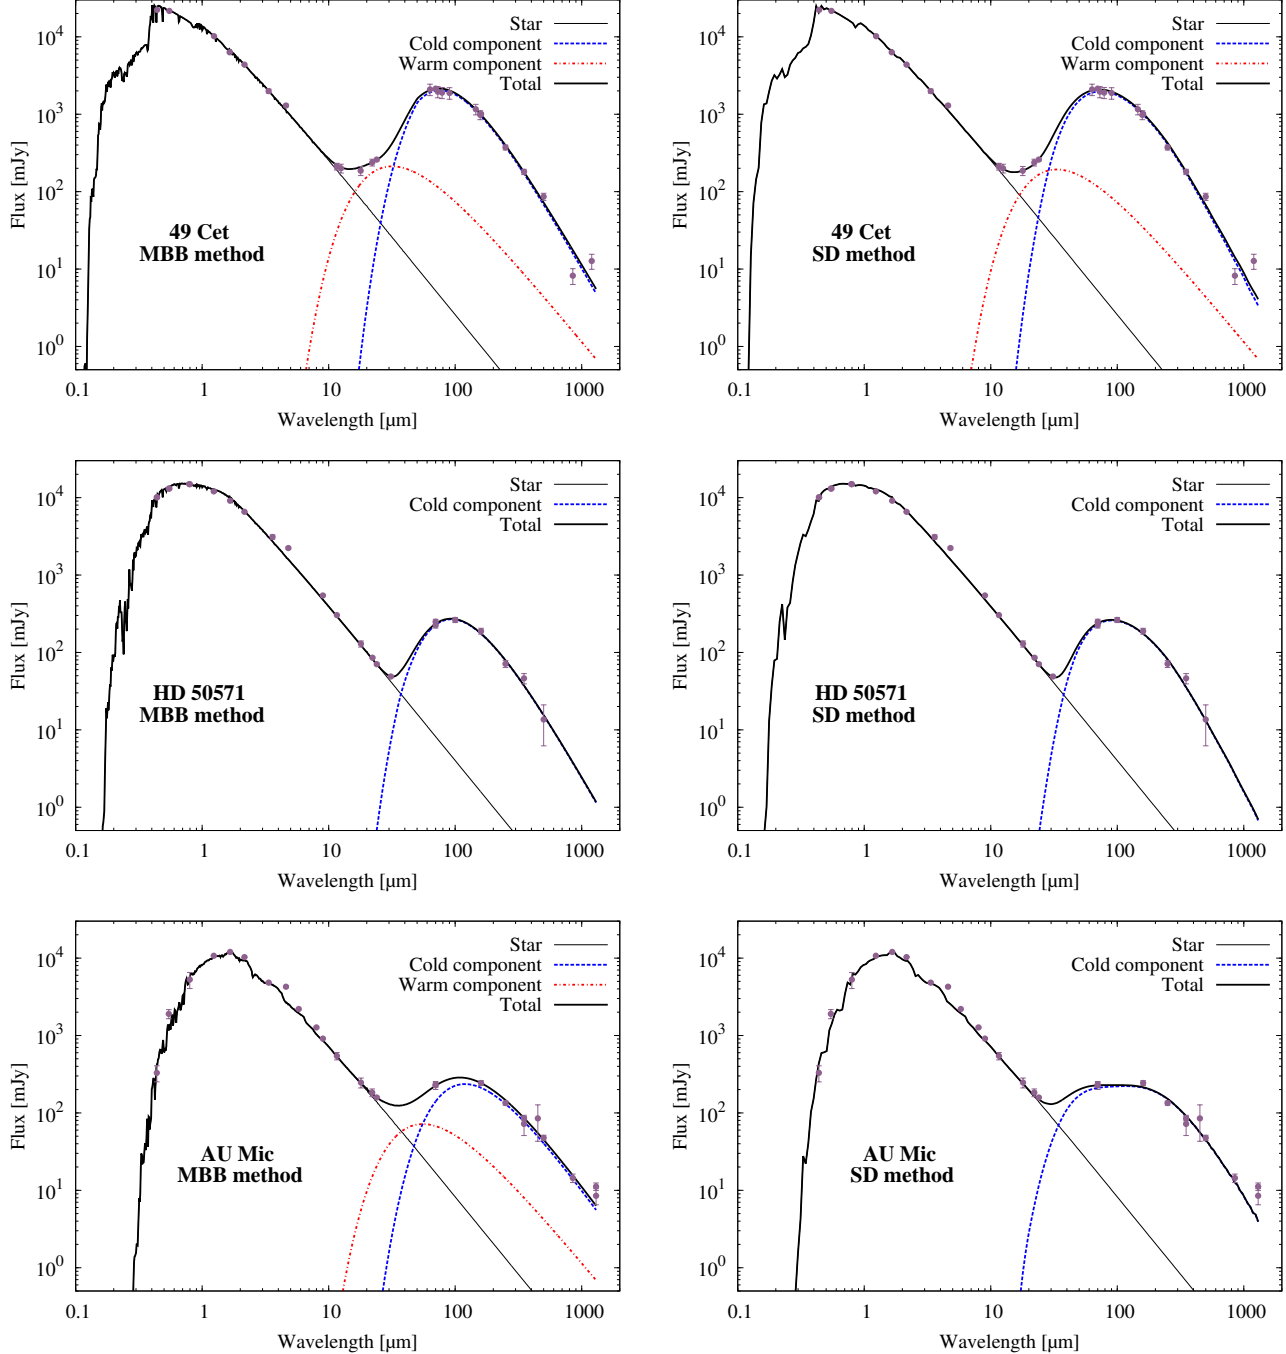 Star
Cold component
Warm component
Total
49 Cet
MBB method
Flux [mJy]
10^4
10^3
10^2
10^1
10^0
0.1 1 10 100 1000
Wavelength [µm]
Star
Cold component
Warm component
Total
49 Cet
SD method
Flux [mJy]
10^4
10^3
10^2
10^1
10^0
0.1 1 10 100 1000
Wavelength [µm]
Star
Cold component
Total
HD 50571
MBB method
Flux [mJy]
10^4
10^3
10^2
10^1
10^0
0.1 1 10 100 1000
Wavelength [µm]
Star
Cold component
Total
HD 50571
SD method
Flux [mJy]
10^4
10^3
10^2
10^1
10^0
0.1 1 10 100 1000
Wavelength [µm]
Star
Cold component
Warm component
Total
AU Mic
MBB method
Flux [mJy]
10^4
10^3
10^2
10^1
10^0
0.1 1 10 100 1000
Wavelength [µm]
Star
Cold component
Total
AU Mic
SD method
Flux [mJy]
10^4
10^3
10^2
10^1
10^0
0.1 1 10 100 1000
Wavelength [µm]